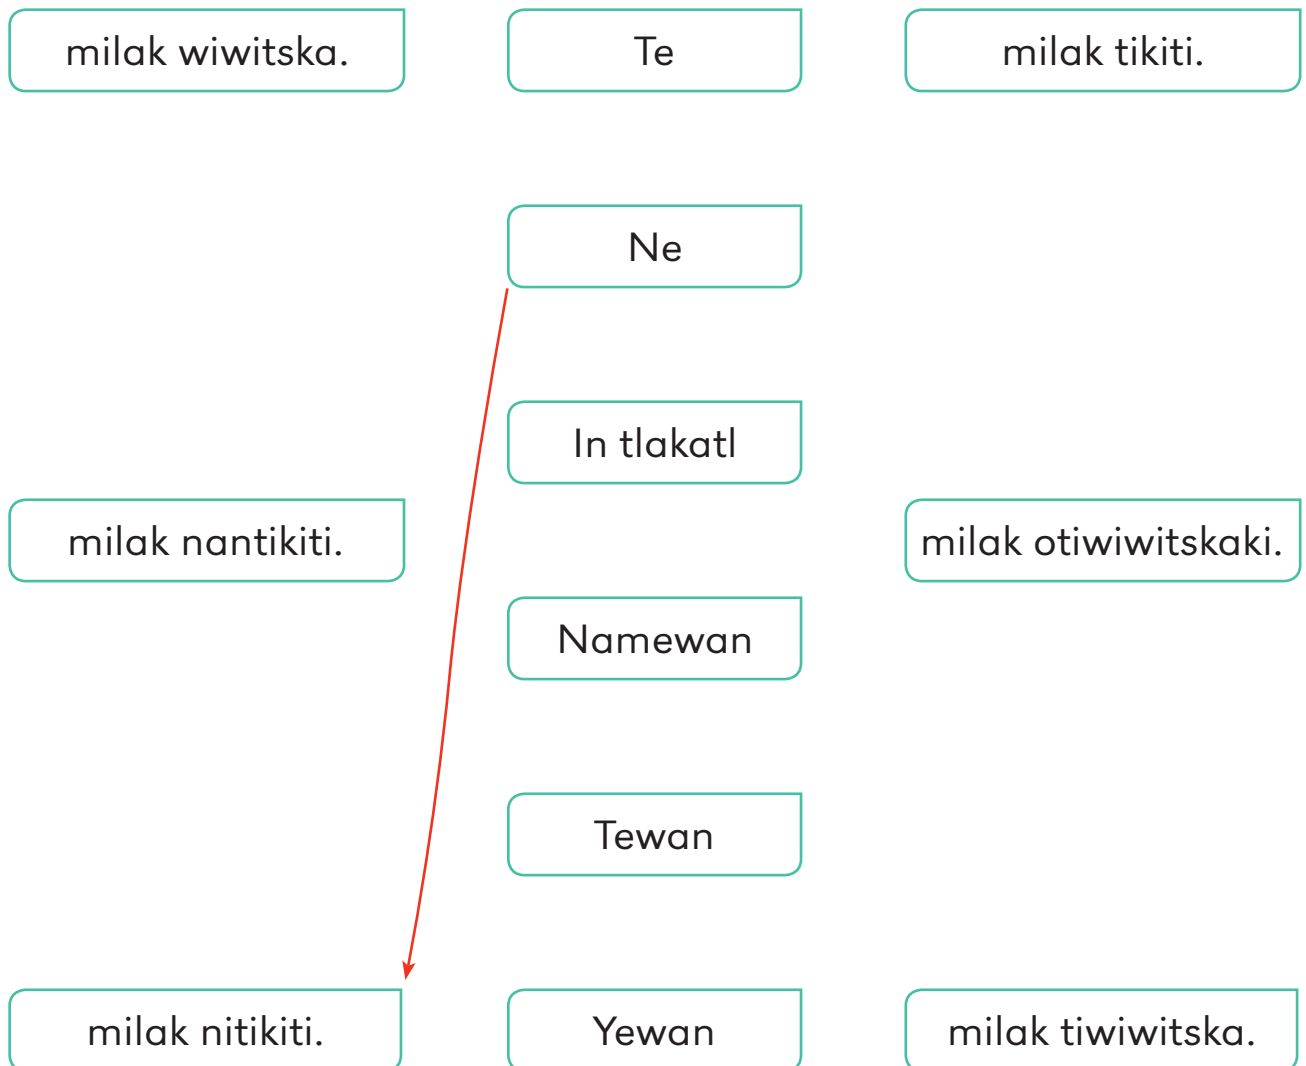 milak wiwitska.
Te
milak tikiti.
Ne
In tlakatl
milak nantikiti.
milak otiwiwitskaki.
Namewan
Tewan
milak nitikiti.
Yewan
milak tiwiwitska.